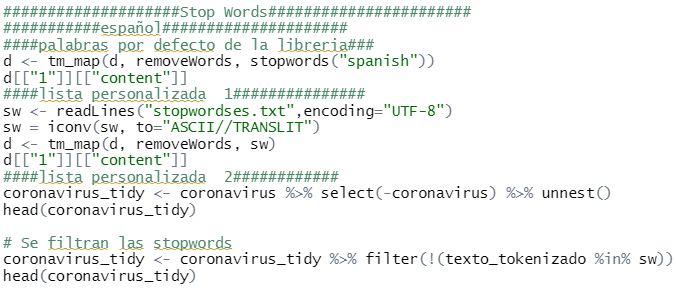 ####################Stop Words#######################
###########español#####################
####palabras por defecto de la libreria###
d <- tm_map(d, removeWords, stopwords("spanish"))
d[["1"]][["content"]]
####lista personalizada  1###############
sw <- readLines("stopwordses.txt",encoding="UTF-8")
sw = iconv(sw, to="ASCII//TRANSLIT")
d <- tm_map(d, removeWords, sw)
d[["1"]][["content"]]
####lista personalizada  2############
coronavirus_tidy <- coronavirus %>% select(-coronavirus) %>% unnest()
head(coronavirus_tidy)
# Se filtran las stopwords
coronavirus_tidy <- coronavirus_tidy %>% filter(!(texto_tokenizado %in% sw))
head(coronavirus_tidy)